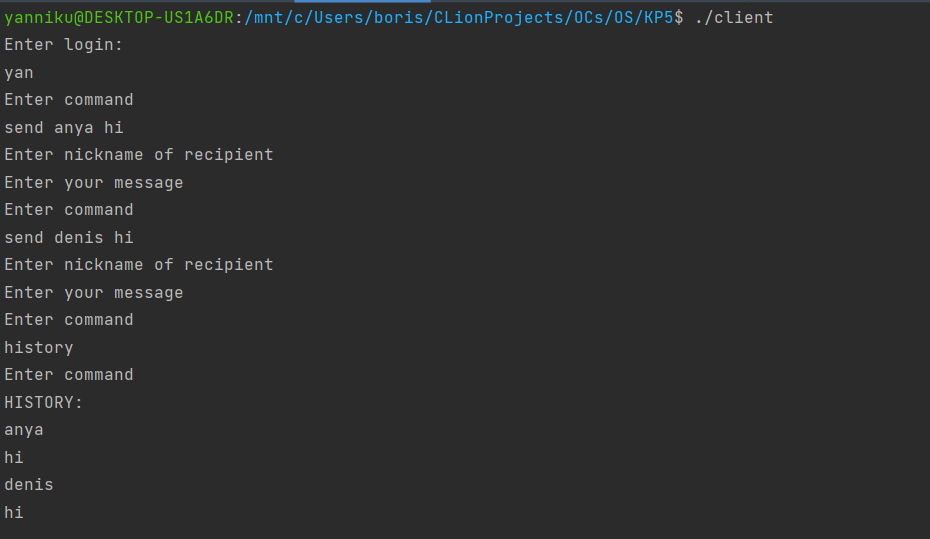 yanniku@DESKTOP-US1A6DR:/mnt/c/Users/boris/CLionProjects/OCs/OS/KP5$ ./client
Enter login:
yan
Enter command
send anya hi
Enter nickname of recipient
Enter your message
Enter command
send denis hi
Enter nickname of recipient
Enter your message
Enter command
history
Enter command
HISTORY:
anya
hi
denis
hi